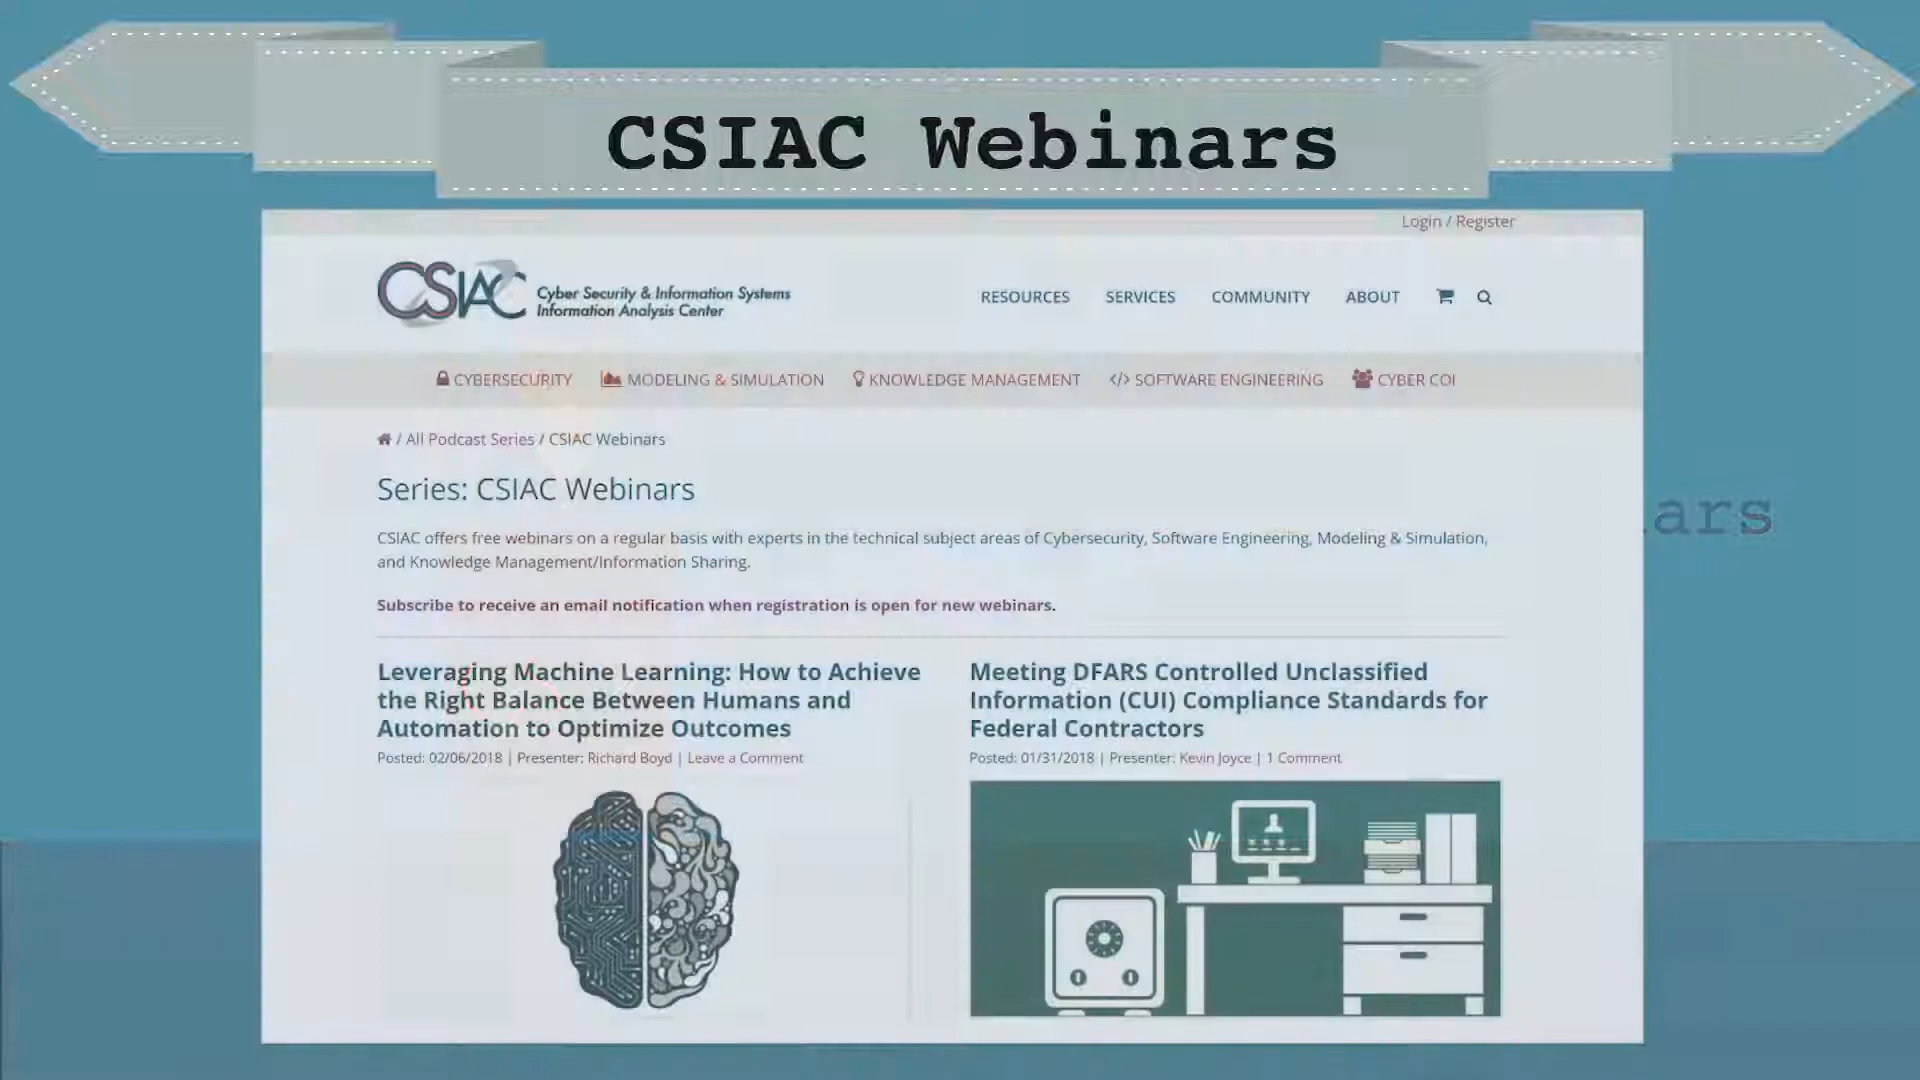 CSIAC Webinars
Login / Register
CSIAC Cyber Security & Information Systems
Information Analysis Center
RESOURCES SERVICES COMMUNITY ABOUT
CYBERSECURITY MODELING & SIMULATION KNOWLEDGE MANAGEMENT </> SOFTWARE ENGINEERING CYBER COI
/ All Podcast Series / CSIAC Webinars
Series: CSIAC Webinars
CSIAC offers free webinars on a regular basis with experts in the technical subject areas of Cybersecurity, Software Engineering, Modeling & Simulation,
and Knowledge Management/Information Sharing.
ars
Subscribe to receive an email notification when registration is open for new webinars.
Leveraging Machine Learning: How to Achieve
the Right Balance Between Humans and
Automation to Optimize Outcomes
Posted: 02/06/2018 | Presenter: Richard Boyd | Leave a Comment
Meeting DFARS Controlled Unclassified
Information (CUI) Compliance Standards for
Federal Contractors
Posted: 01/31/2018 | Presenter: Kevin Joyce | 1 Comment